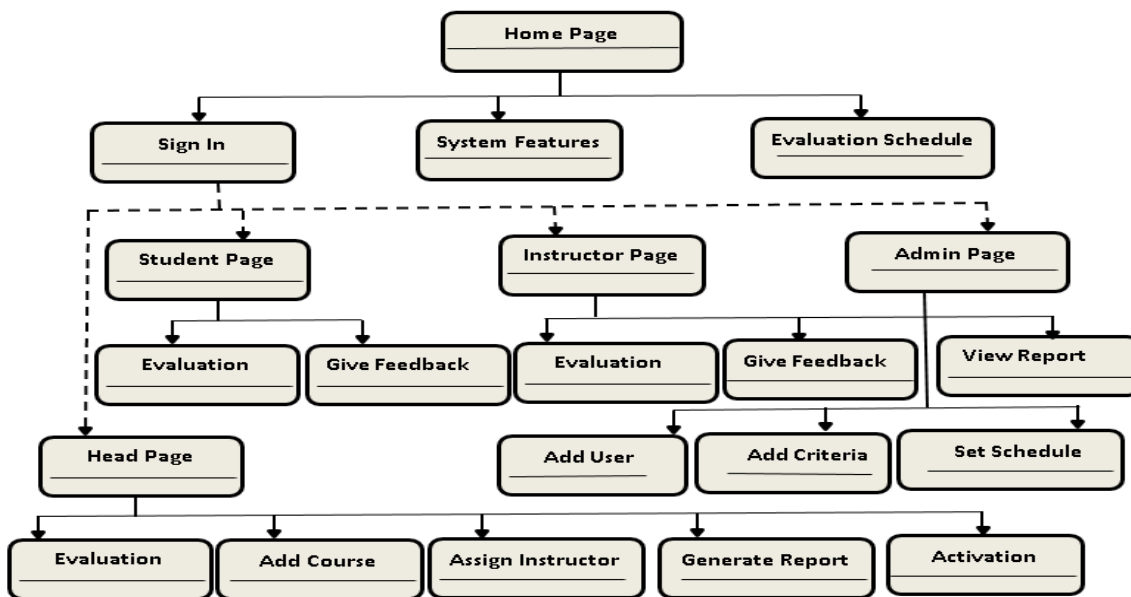 Home Page
Sign In
System Features
Evaluation Schedule
Student Page
Instructor Page
Admin Page
Evaluation
Give Feedback
Evaluation
Give Feedback
View Report
Head Page
Add User
Add Criteria
Set Schedule
Evaluation
Add Course
Assign Instructor
Generate Report
Activation